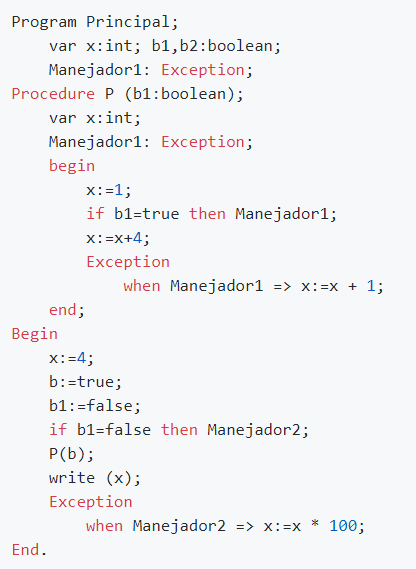 Program Principal;
var x:int; b1,b2:boolean;
Manejador1: Exception;
Procedure P (b1:boolean);
var x:int;
Manejador1: Exception;
begin
x:=1;
if b1=true then Manejador1;
x:=x+4;
Exception
when Manejador1 => x:=x + 1;
end;
Begin
x:=4;
b:=true;
b1:=false;
if b1=false then Manejador2;
P(b);
write (x);
Exception
when Manejador2 => x:=x * 100;
End.